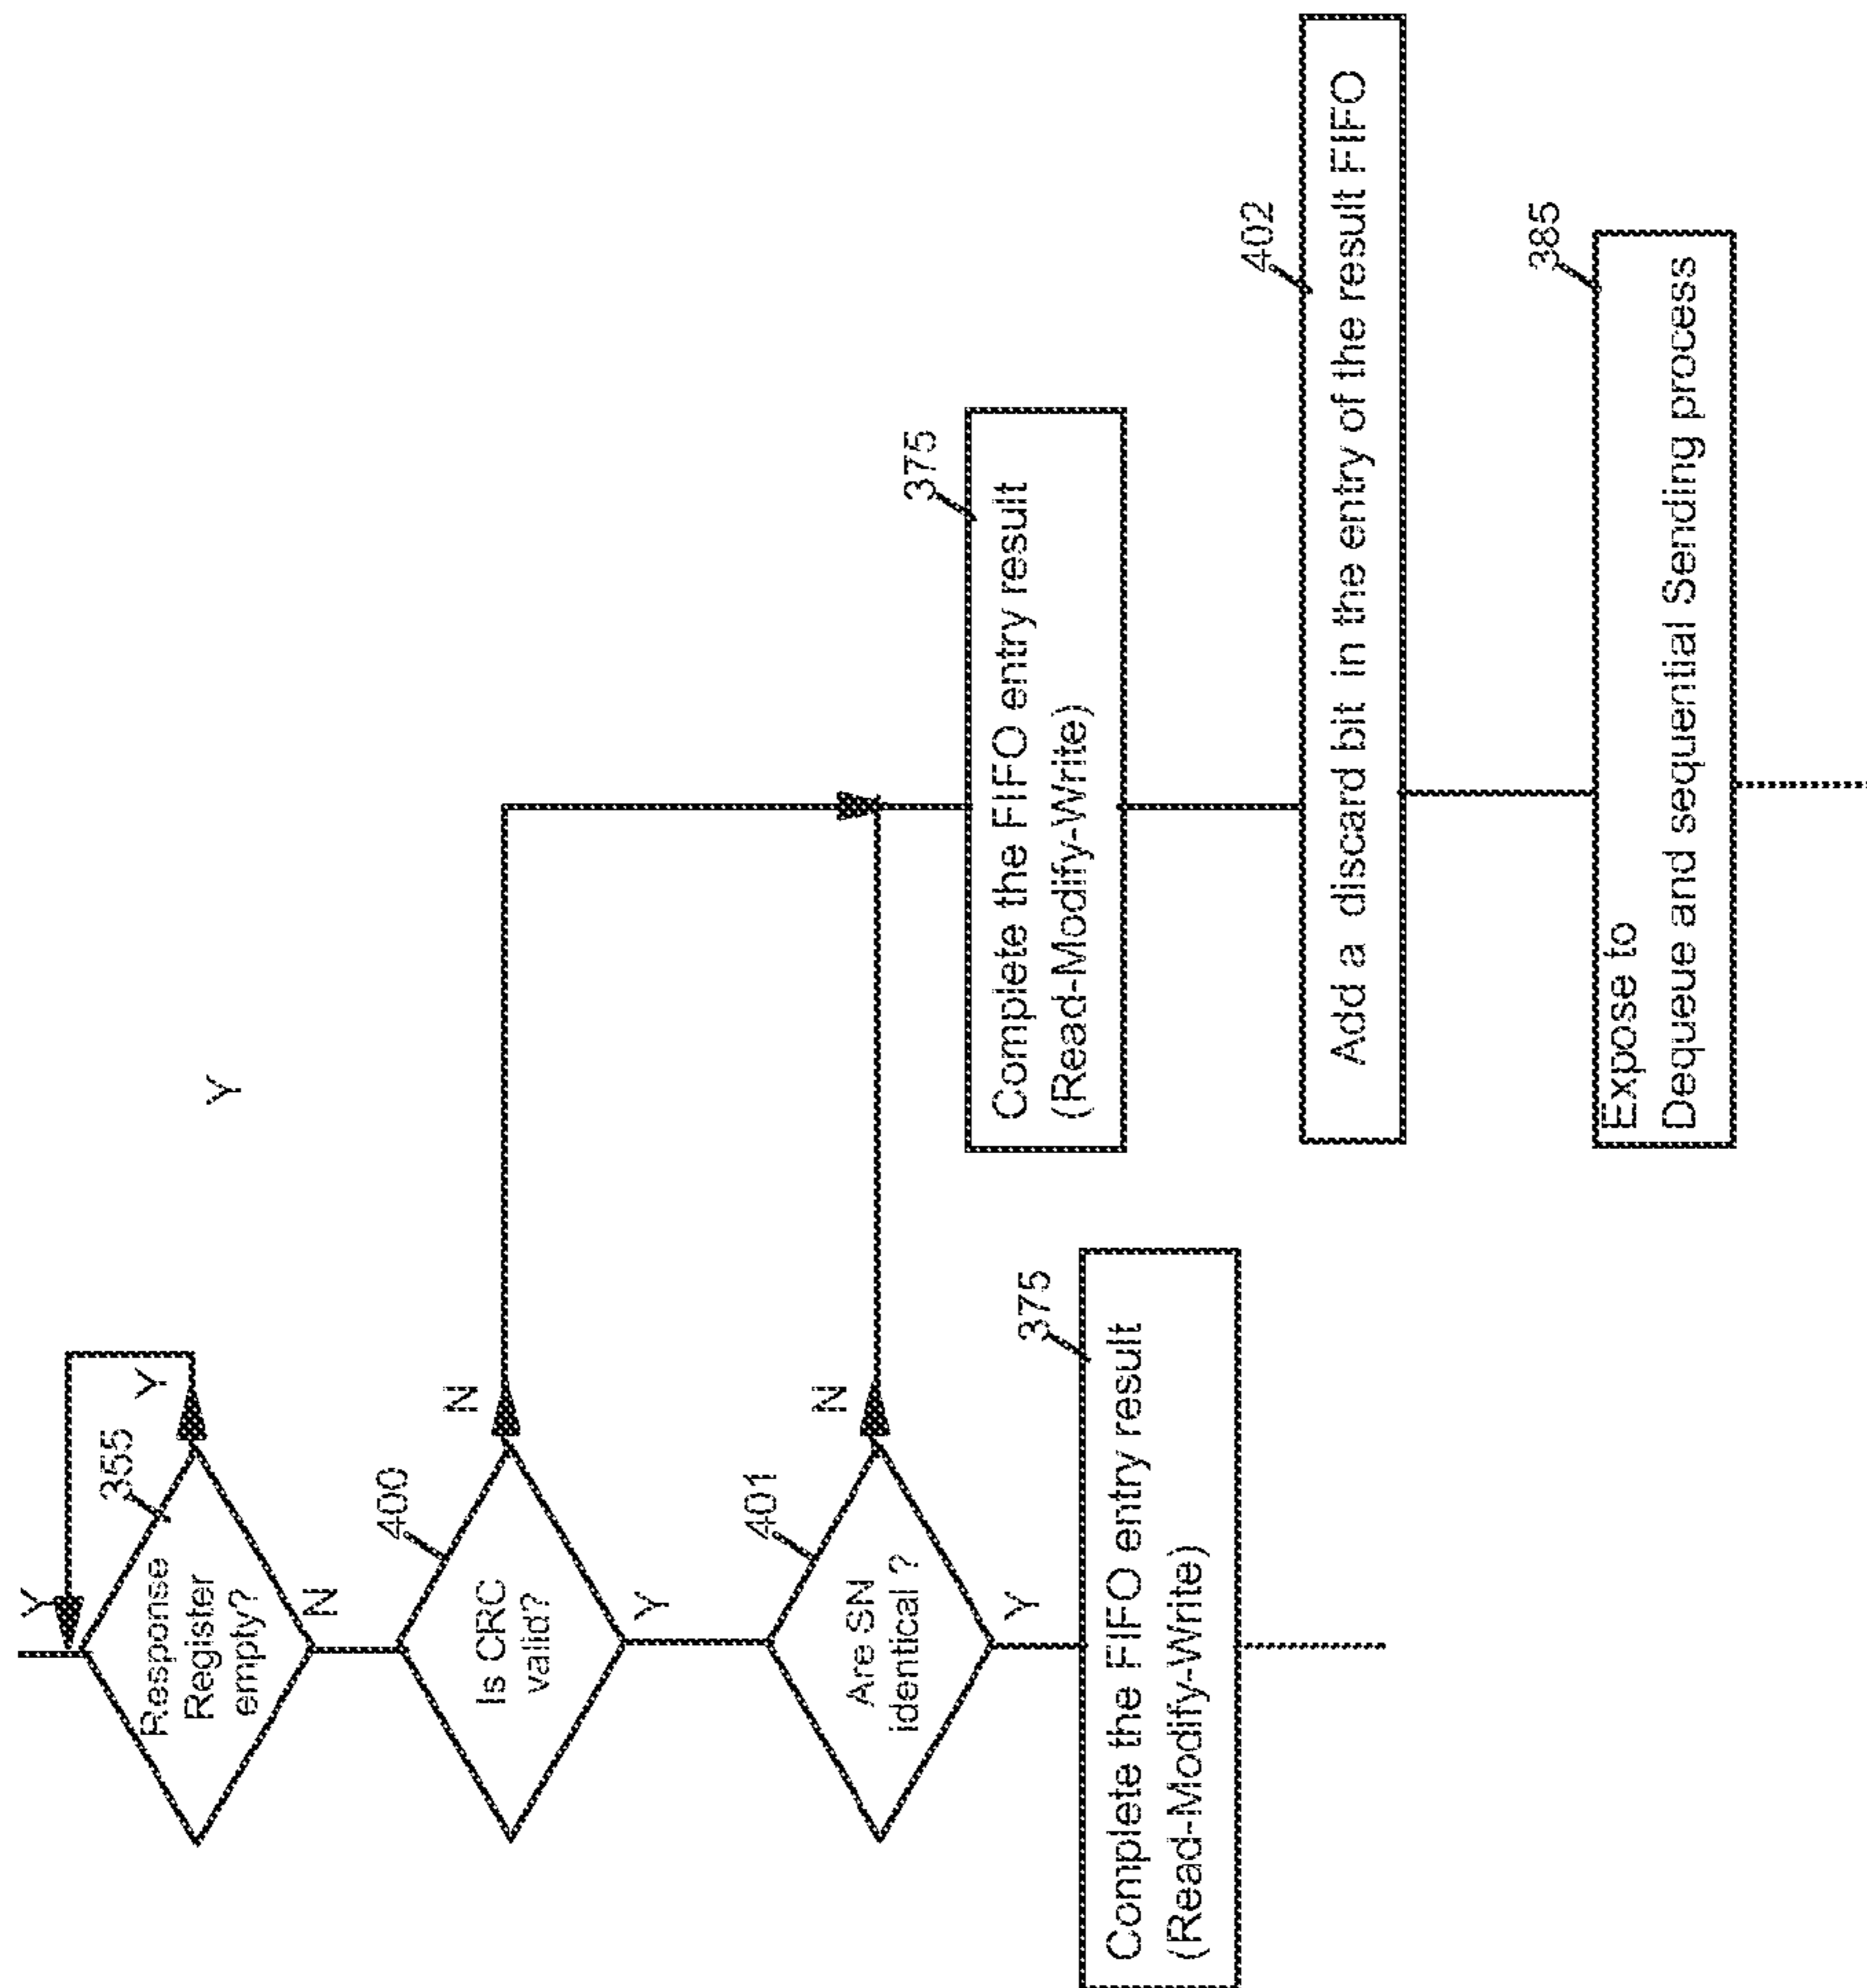 Y
355
Y
Response
Register
empty?
N
Y
400
N
Is CRC
valid?
Y
401
N
Are SN
identical ?
Y
375
Complete the FIFO entry result
(Read-Modify-Write)
375
Complete the FIFO entry result
(Read-Modify-Write)
402
Add a discard bit in the entry of the result FIFO
385
Expose to
Dequeue and sequential Sending process